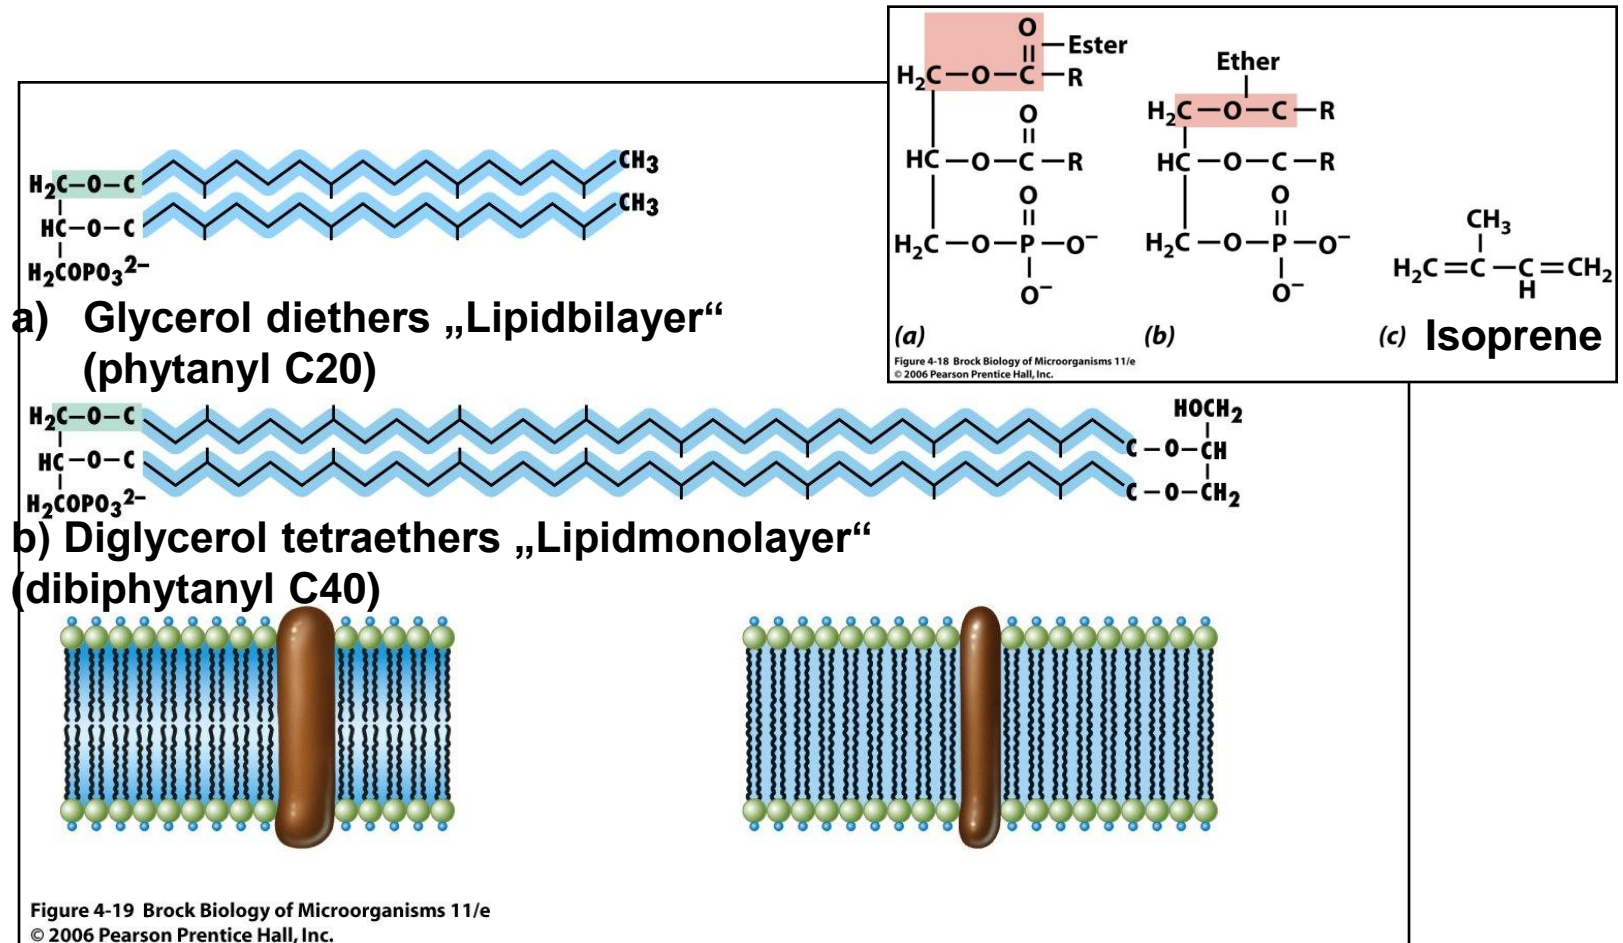 O
Ester
H₂C—O—C—R
O
HC—O—C—R
O
H₂C—O—P—O⁻
O⁻
(a)
Ether
H₂C—O—C—R
HC—O—C—R
O
H₂C—O—P—O⁻
O⁻
(b)
CH₃
H₂C=C—C=CH₂
H
(c) Isoprene
Figure 4-18 Brock Biology of Microorganisms 11/e
© 2006 Pearson Prentice Hall, Inc.
CH₃
H₂C—O—C
CH₃
HC—O—C
H₂COPO₃²⁻
a) Glycerol diethers „Lipidbilayer“
(phytanyl C20)
H₂C—O—C
HC—O—C
H₂COPO₃²⁻
HOCH₂
C—O—CH
C—O—CH₂
b) Diglycerol tetraethers „Lipidmonolayer“
(dibiphytanyl C40)
Figure 4-19 Brock Biology of Microorganisms 11/e
© 2006 Pearson Prentice Hall, Inc.